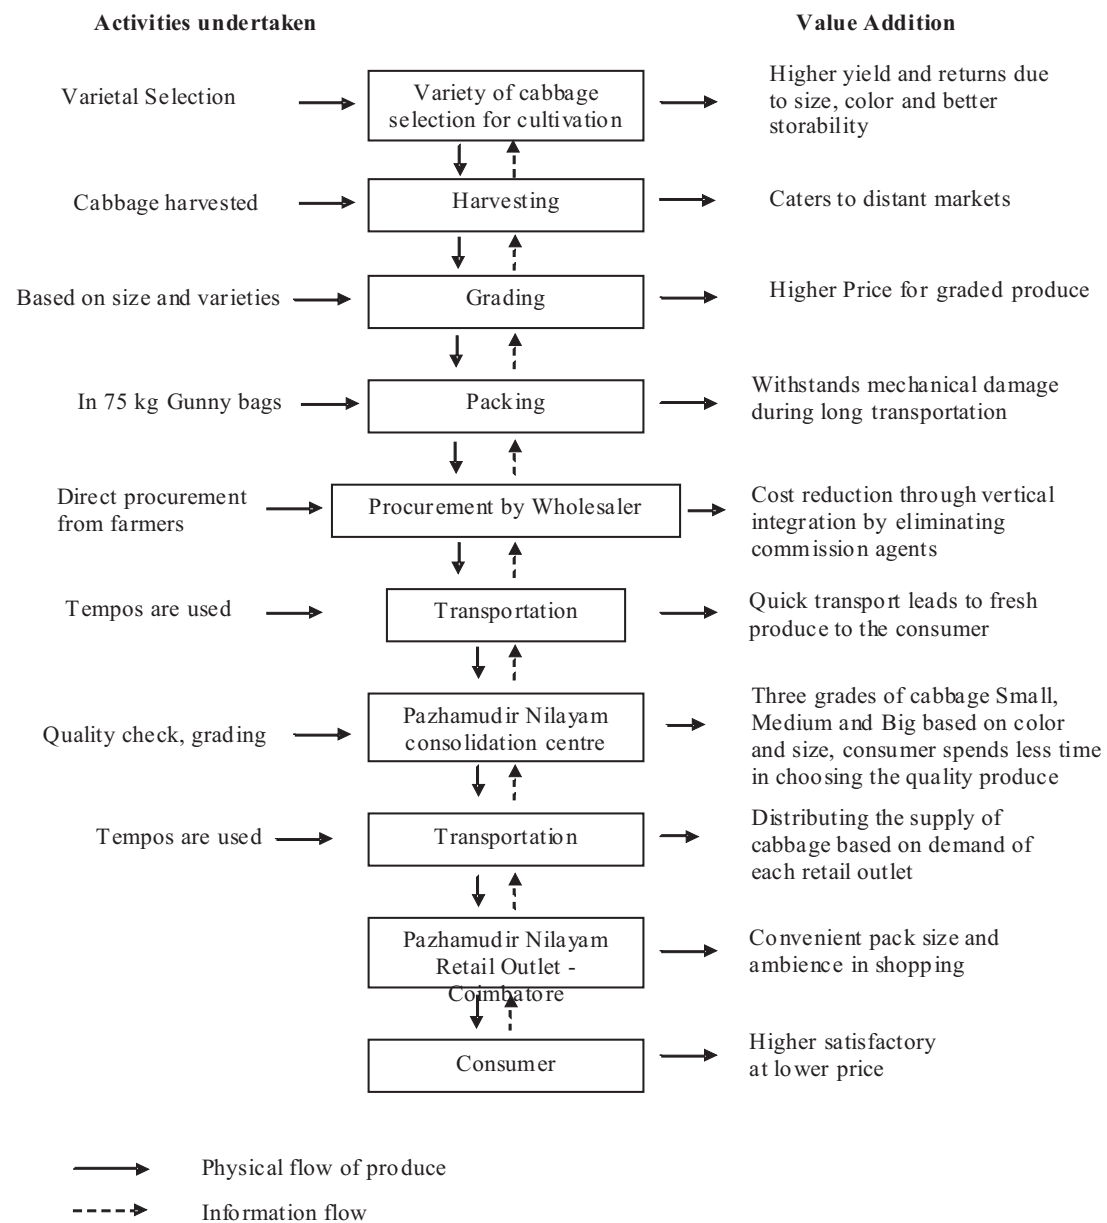 Activities undertaken
Value Addition
Varietal Selection
Variety of cabbage
selection for cultivation
Higher yield and returns due
to size, color and better
storability
Cabbage harvested
Harvesting
Caters to distant markets
Based on size and varieties
Grading
Higher Price for graded produce
In 75 kg Gunny bags
Packing
Withstands mechanical damage
during long transportation
Direct procurement
from farmers
Procurement by Wholesaler
Cost reduction through vertical
integration by eliminating
commission agents
Tempos are used
Transportation
Quick transport leads to fresh
produce to the consumer
Quality check, grading
Pazhamudir Nilayam
consolidation centre
Three grades of cabbage Small,
Medium and Big based on color
and size, consumer spends less time
in choosing the quality produce
Tempos are used
Transportation
Distributing the supply of
cabbage based on demand of
each retail outlet
Pazhamudir Nilayam
Retail Outlet -
Coimbatore
Convenient pack size and
ambience in shopping
Consumer
Higher satisfactory
at lower price
Physical flow of produce
Information flow